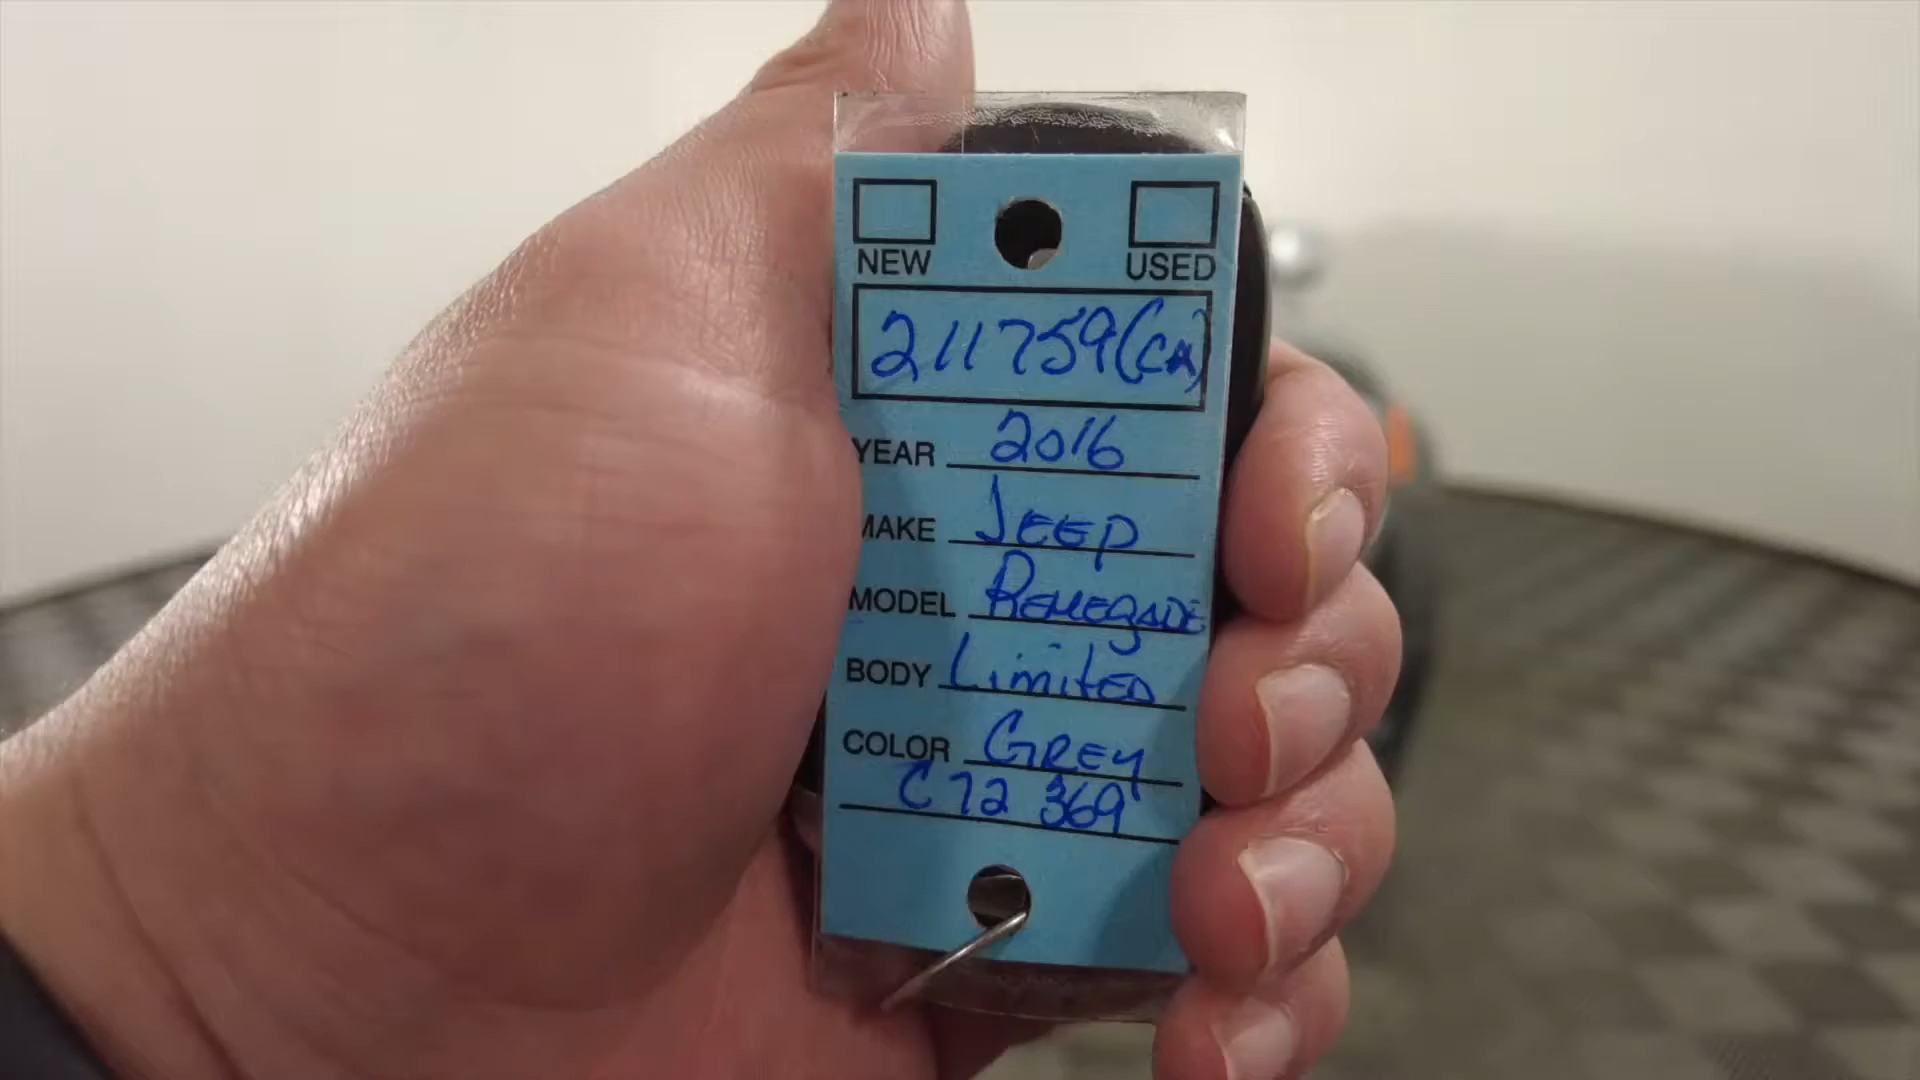 NEW USED
211759(CA)
YEAR 2016
MAKE JEEP
MODEL RENEGADE
BODY LimitED
COLOR GREY
C72 369